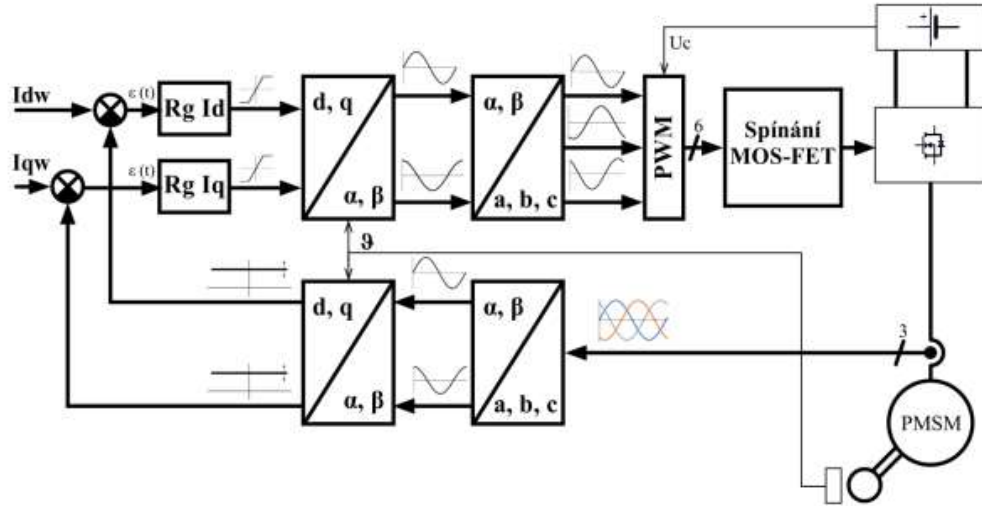 Uc
Idw
ε (t)
Rg Id
d, q
α, β
PWM
6
Spínání
MOS-FET
Iqw
ε (t)
Rg Iq
α, β
a, b, c
ϑ
d, q
α, β
3
α, β
a, b, c
PMSM